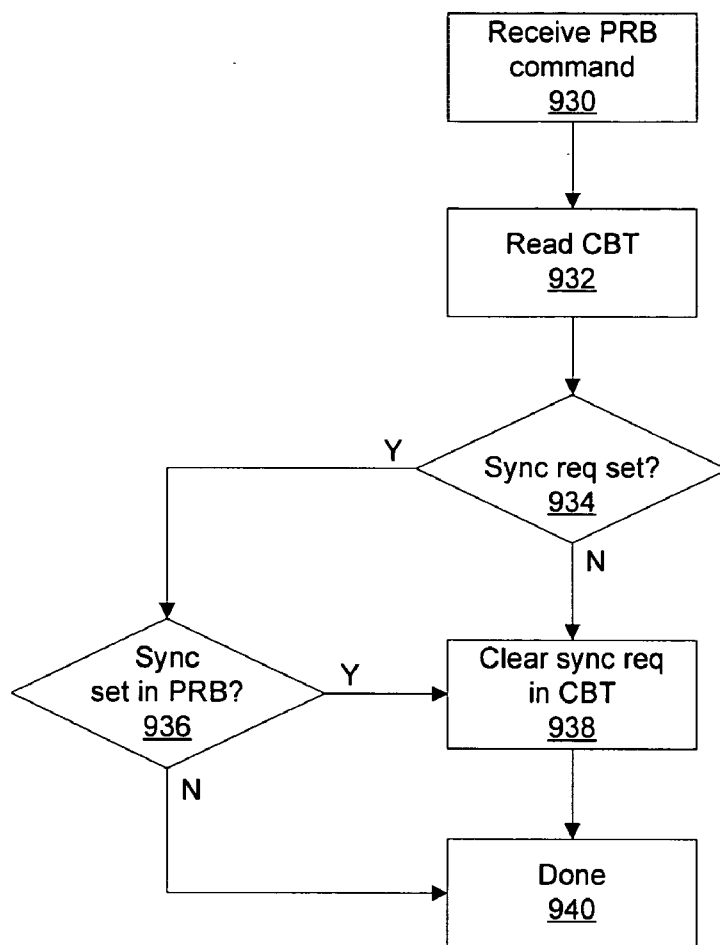 Receive PRB
command
930
Read CBT
932
Y
Sync req set?
934
N
Sync
set in PRB?
936
Y
Clear sync req
in CBT
938
N
Done
940